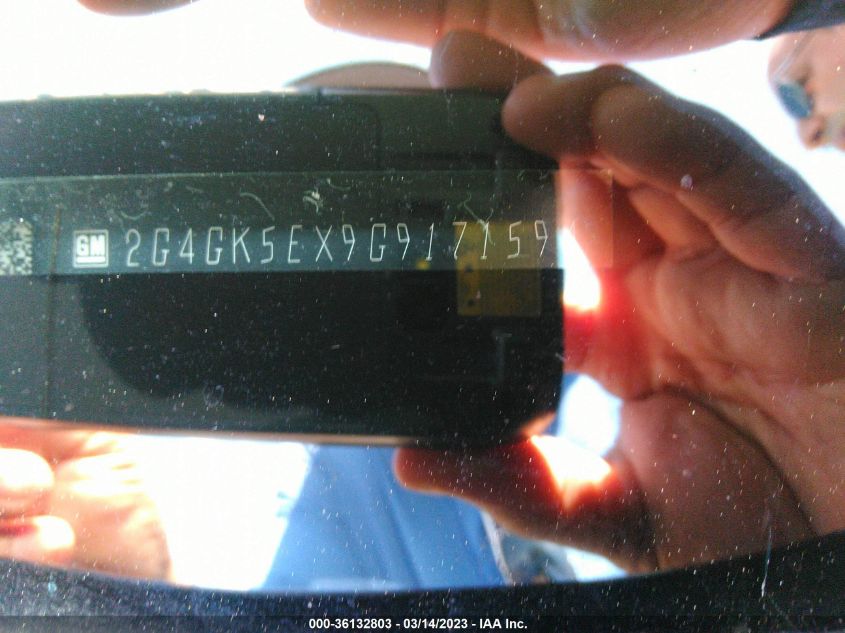 GM 2G4GK5EX9G917159
000-36132803 - 03/14/2023 - IAA Inc.